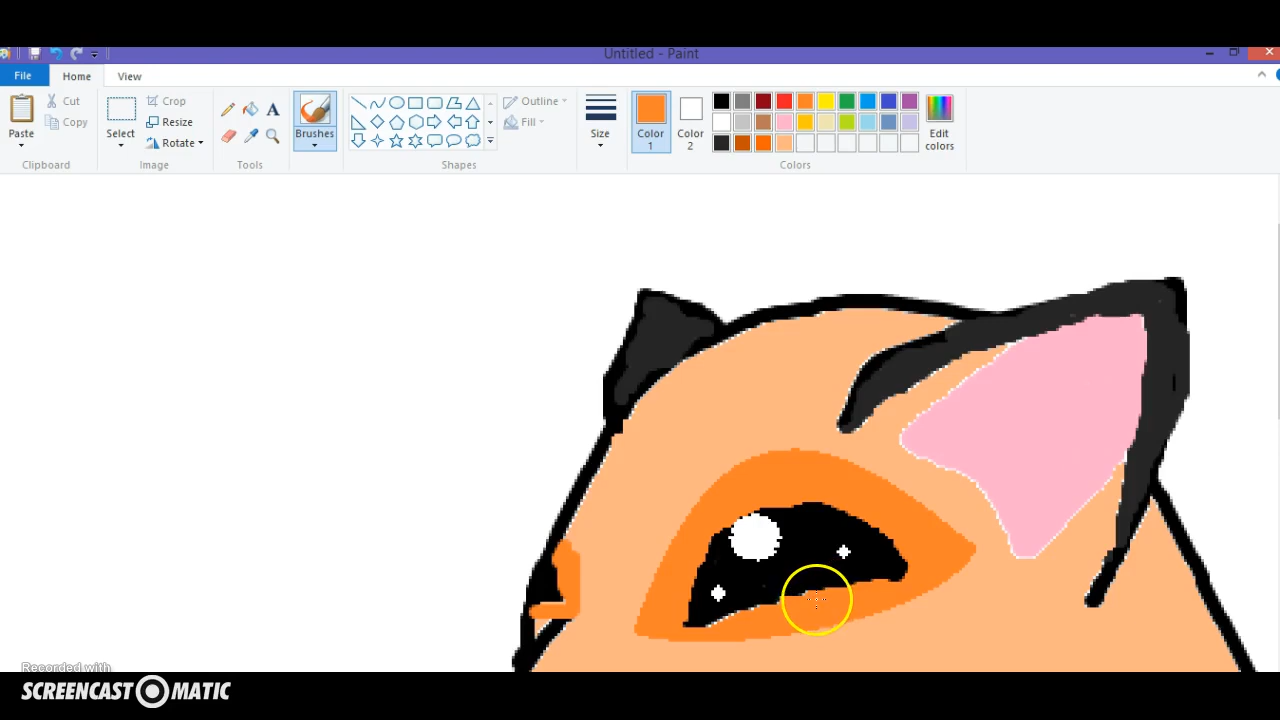 Untitled - Paint
File Home View
Paste
Cut
Copy
Clipboard
Select
Crop
Resize
Rotate
Image
A
Tools
Brushes
Outline
Fill
Shapes
Size
Color 1
Color 2
Edit colors
Colors
Recorded with
SCREENCAST MATIC